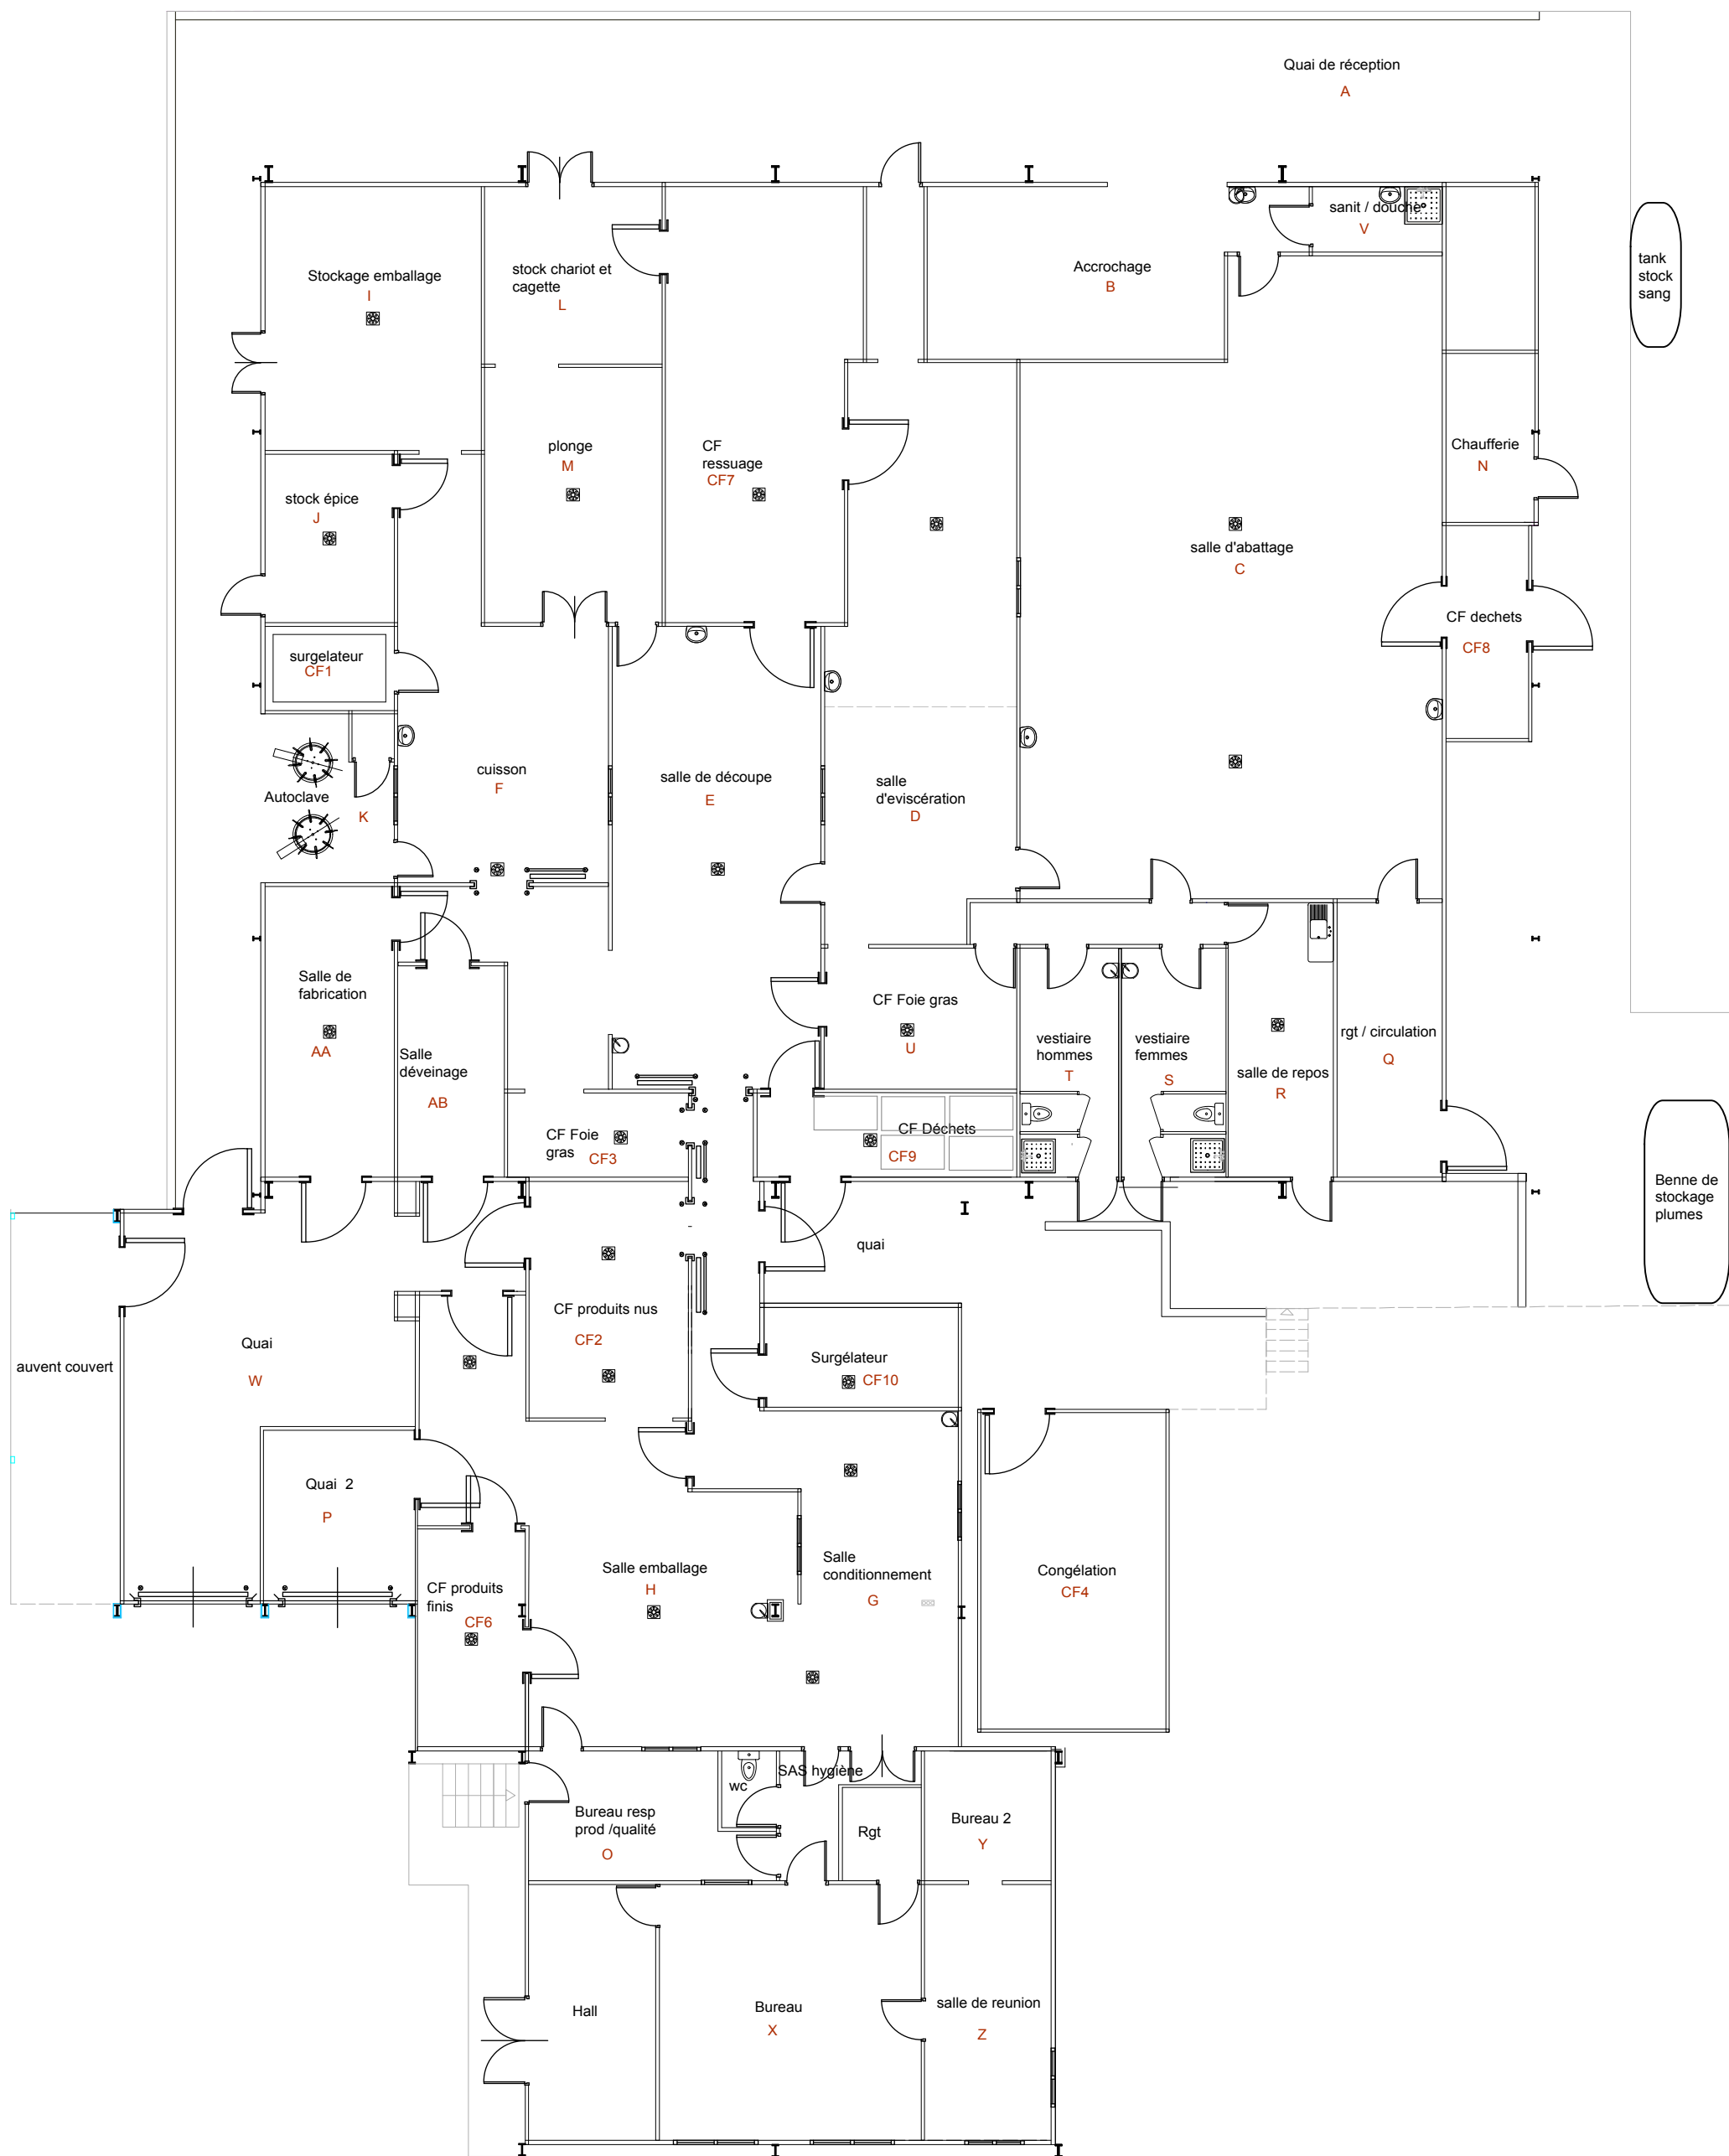 Quai de réception
A
sanit / douche
V
tank
stock
sang
Stockage emballage
I
stock chariot et
cagette
L
Accrochage
B
plonge
M
CF
ressuage
CF7
Chaufferie
N
stock épice
J
salle d'abattage
C
CF dechets
CF8
surgelateur
CF1
cuisson
F
salle de découpe
E
salle
d'eviscération
D
Autoclave
K
Salle de
fabrication
AA
Salle
déveinage
AB
CF Foie gras
U
vestiaire
hommes
T
vestiaire
femmes
S
salle de repos
R
rgt / circulation
Q
CF Foie
gras
CF3
CF Déchets
CF9
Benne de
stockage
plumes
quai
CF produits nus
CF2
Quai
W
auvent couvert
Surgélateur
CF10
Quai 2
P
CF produits
finis
CF6
Salle emballage
H
Salle
conditionnement
G
Congélation
CF4
wc
SAS hygiène
Bureau resp
prod /qualité
O
Rgt
Bureau 2
Y
Hall
Bureau
X
salle de reunion
Z